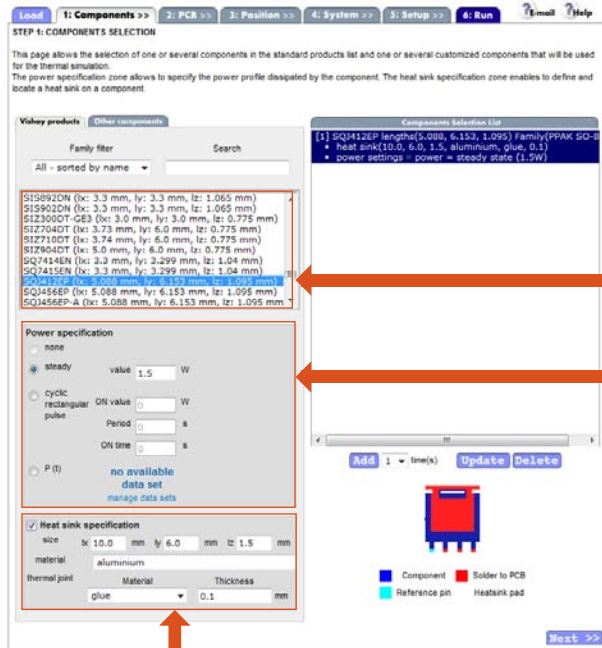 Load 1: Components >> 2: PCB >> 3: Position >> 4: System >> 5: Setup >> 6: Run ?E-mail ?Help
STEP 1: COMPONENTS SELECTION
This page allows the selection of one or several components in the standard products list and one or several customized components that will be used
for the thermal simulation.
The power specification zone allows to specify the power profile dissipated by the component. The heat sink specification zone enables to define and
locate a heat sink on a component.
Vishay products Other components
Family filter Search
All - sorted by name
SIS892DN (lx: 3.3 mm, ly: 3.3 mm, lz: 1.065 mm)
SIS902DN (lx: 3.3 mm, ly: 3.3 mm, lz: 1.065 mm)
SIZ300DT-GE3 (lx: 3.0 mm, ly: 3.0 mm, lz: 0.775 mm)
SIZ704DT (lx: 3.73 mm, ly: 6.0 mm, lz: 0.775 mm)
SIZ710DT (lx: 3.74 mm, ly: 6.0 mm, lz: 0.775 mm)
SIZ904DT (lx: 5.0 mm, ly: 6.0 mm, lz: 0.775 mm)
SQ7414EN (lx: 3.3 mm, ly: 3.299 mm, lz: 1.04 mm)
SQ7415EN (lx: 3.3 mm, ly: 3.299 mm, lz: 1.04 mm)
SQJ412EP (lx: 5.088 mm, ly: 6.153 mm, lz: 1.095 mm)
SQJ456EP (lx: 5.088 mm, ly: 6.153 mm, lz: 1.095 mm)
SQJ456EP-A (lx: 5.088 mm, ly: 6.153 mm, lz: 1.095 mm
Components Selection List
[1] SQJ412EP lengths(5.088, 6.153, 1.095) Family(PPAK SO-8
• heat sink(10.0, 6.0, 1.5, aluminium, glue, 0.1)
• power settings = power = steady state (1.5W)
Power specification
none
steady value 1.5 W
cyclic
rectangular
pulse
ON value 0 W
Period 0 s
ON time 0 s
P (t) no available
data set
manage data sets
Heat sink specification
size lx 10.0 mm ly 6.0 mm lz 1.5 mm
material aluminium
thermal joint Material Thickness
glue 0.1 mm
Add 1 time(s) Update Delete
Component Solder to PCB
Reference pin Heatsink pad
Next >>